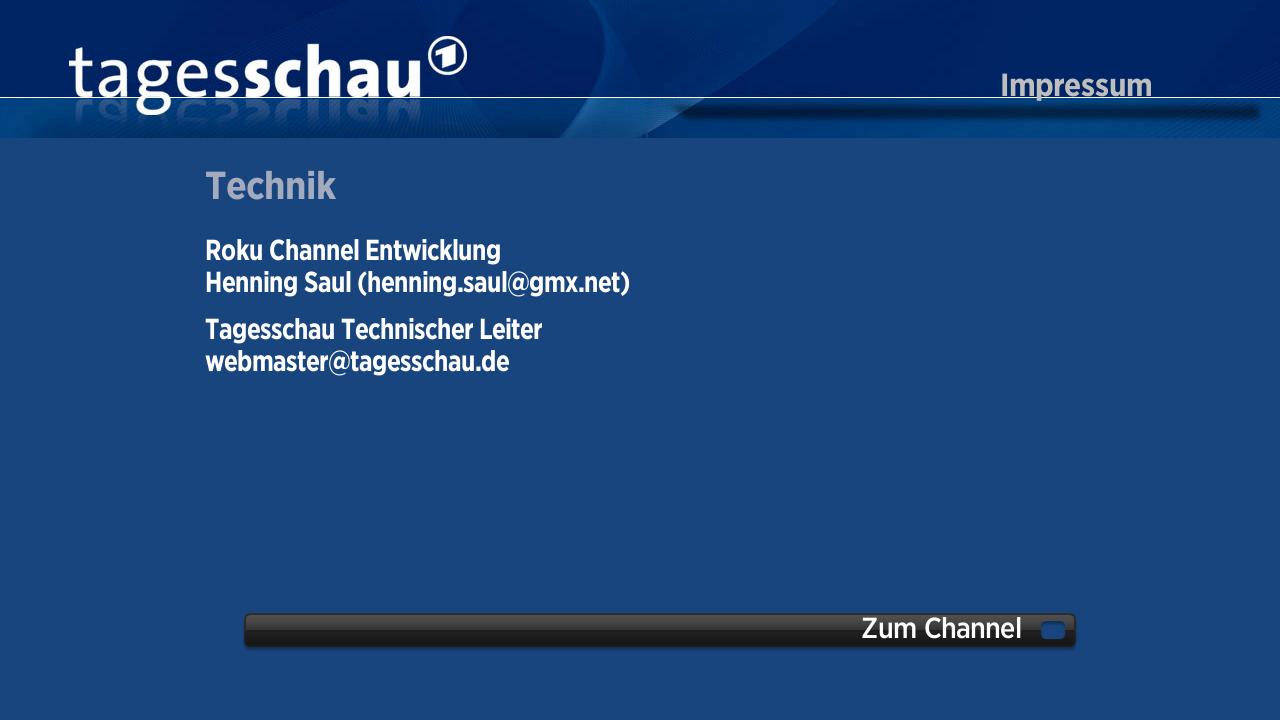 tagesschau
Impressum
Technik
Roku Channel Entwicklung
Henning Saul (henning.saul@gmx.net)
Tagesschau Technischer Leiter
webmaster@tagesschau.de
Zum Channel